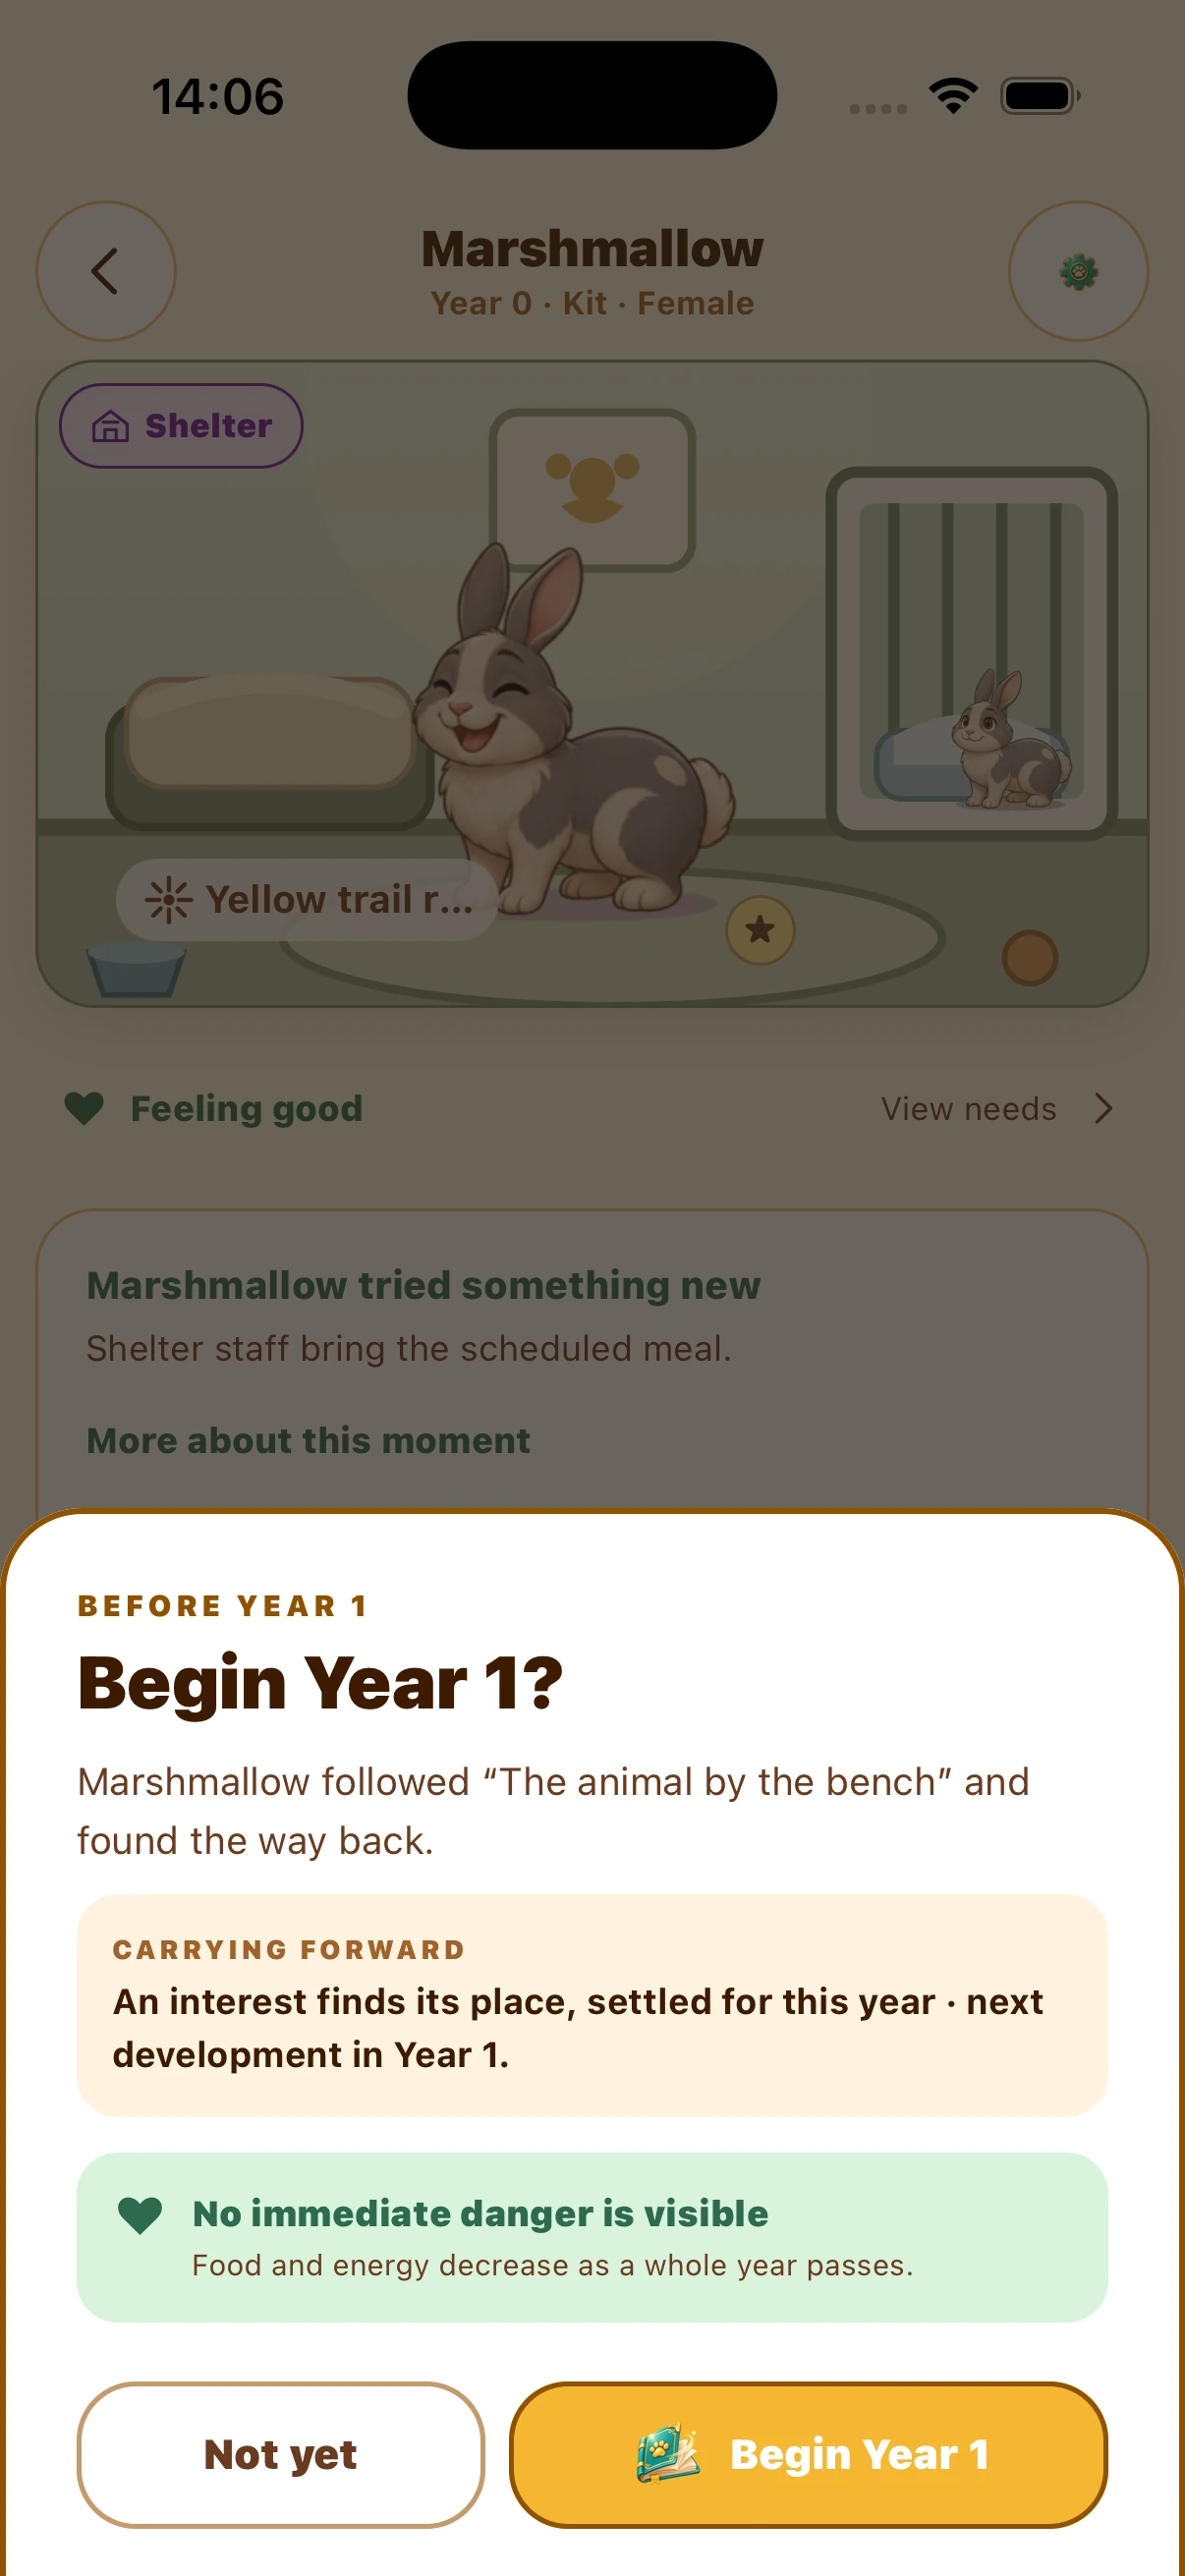 14:06
Marshmallow
Year 0 · Kit · Female
Shelter
Yellow trail r...
Feeling good
View needs
Marshmallow tried something new
Shelter staff bring the scheduled meal.
More about this moment
BEFORE YEAR 1
Begin Year 1?
Marshmallow followed “The animal by the bench” and
found the way back.
CARRYING FORWARD
An interest finds its place, settled for this year · next
development in Year 1.
No immediate danger is visible
Food and energy decrease as a whole year passes.
Not yet
Begin Year 1